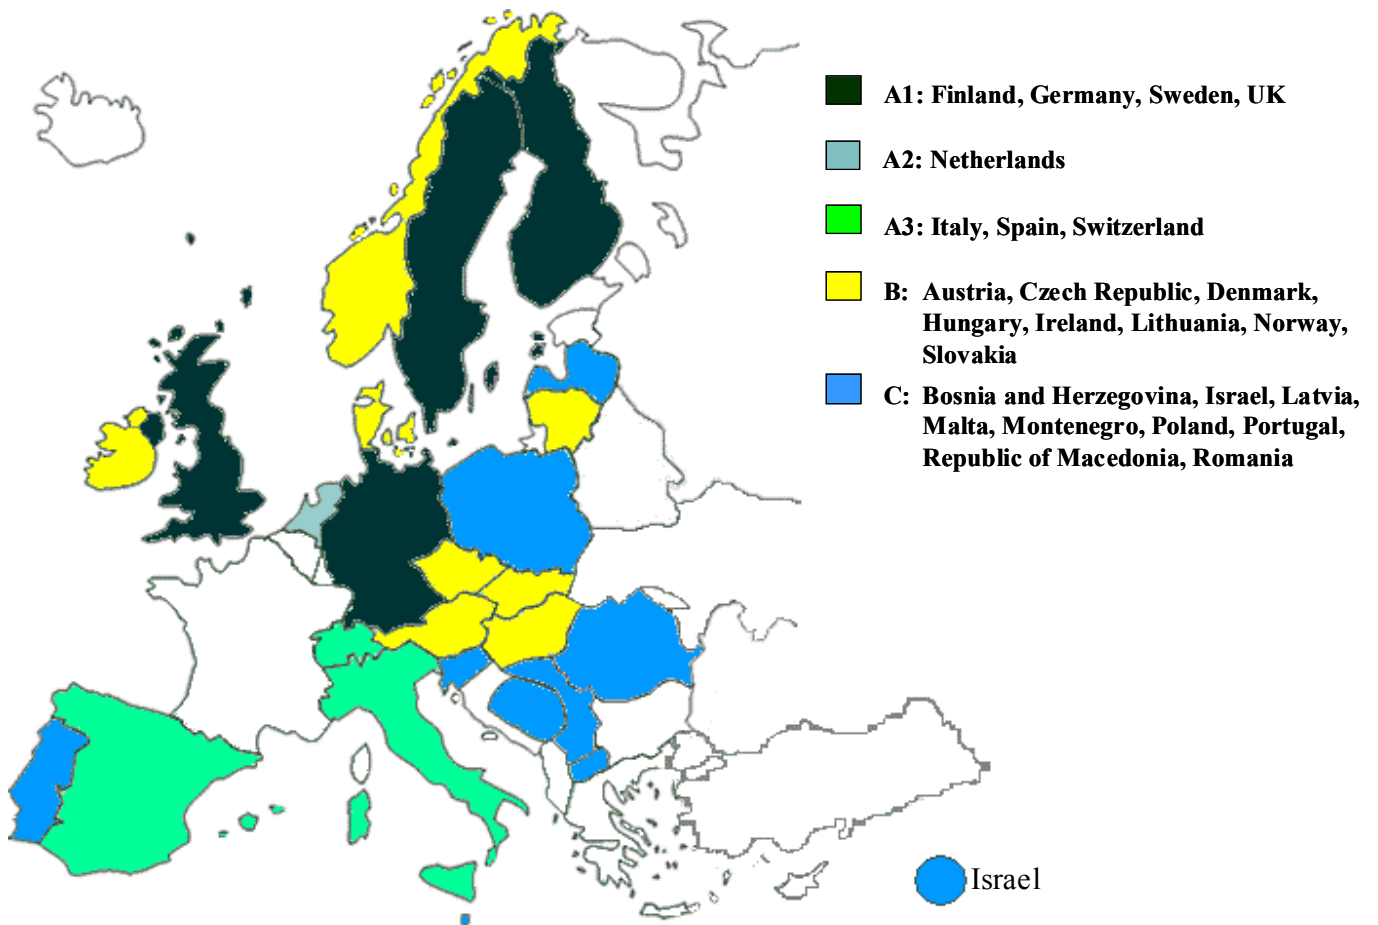 A1: Finland, Germany, Sweden, UK
A2: Netherlands
A3: Italy, Spain, Switzerland
B: Austria, Czech Republic, Denmark,
Hungary, Ireland, Lithuania, Norway,
Slovakia
C: Bosnia and Herzegovina, Israel, Latvia,
Malta, Montenegro, Poland, Portugal,
Republic of Macedonia, Romania
Israel